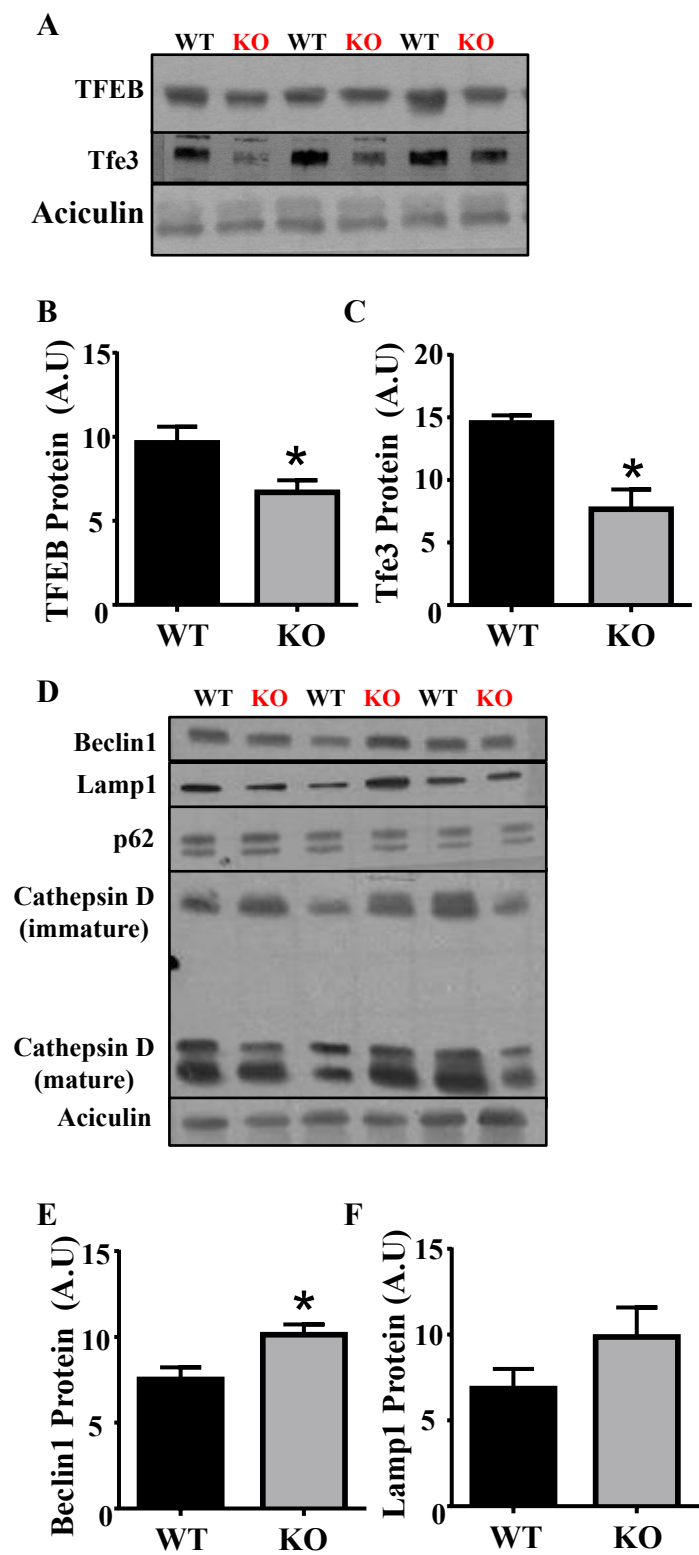 A
WT KO WT KO WT KO
TFEB
Tfe3
Aciculin
B
15
10
5
0
TFEB Protein (A.U)
*
WT KO
C
20
15
10
5
0
Tfe3 Protein (A.U)
*
WT KO
D
WT KO WT KO WT KO
Beclin1
Lamp1
p62
Cathepsin D
(immature)
Cathepsin D
(mature)
Aciculin
E
15
10
5
0
Beclin1 Protein (A.U)
*
WT KO
F
15
10
5
0
Lamp1 Protein (A.U)
WT KO